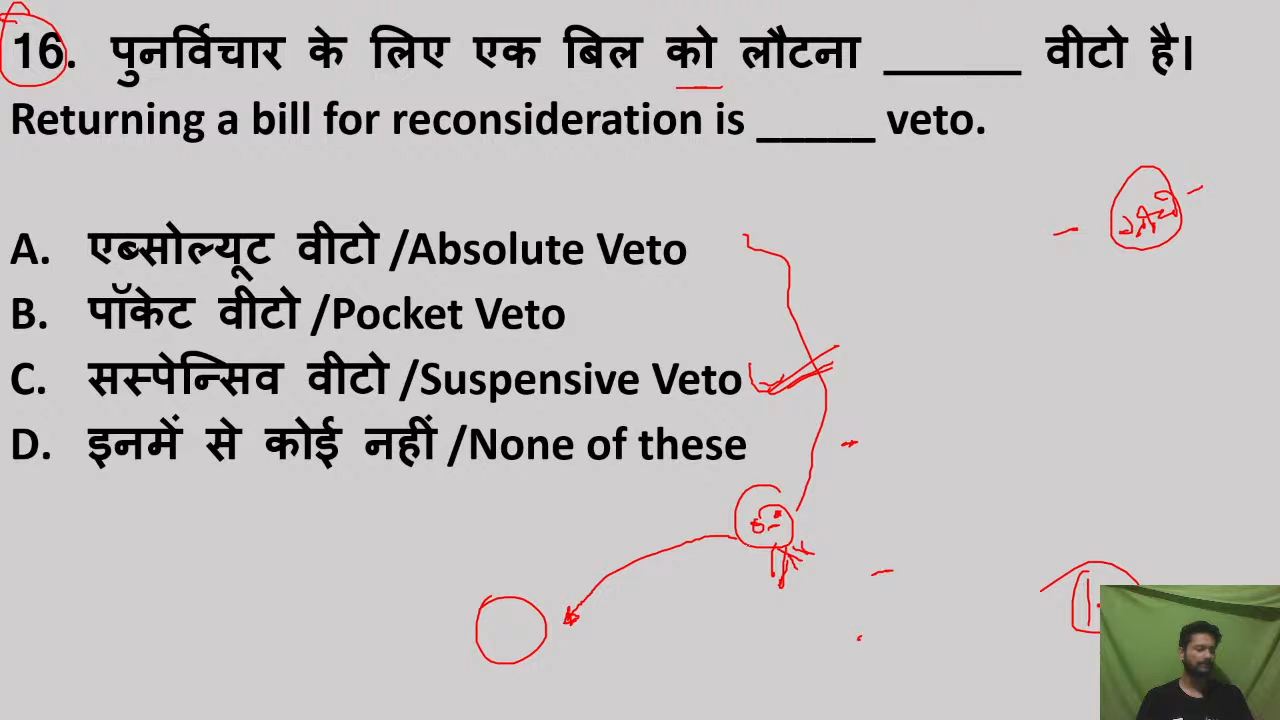 16. पुनर्विचार के लिए एक बिल को लौटना ______ वीटो है।
Returning a bill for reconsideration is _____ veto.
A. एब्सोल्यूट वीटो /Absolute Veto
B. पॉकेट वीटो /Pocket Veto
C. सस्पेन्सिव वीटो /Suspensive Veto
D. इनमें से कोई नहीं /None of these